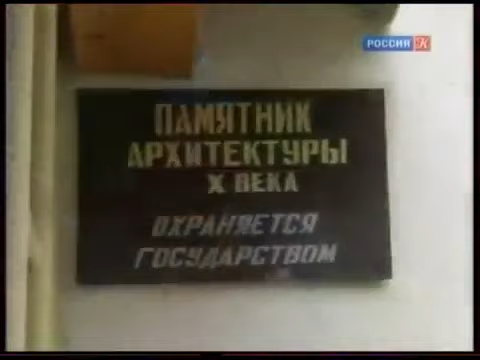 РОССИЯ К
ПАМЯТНИК
АРХИТЕКТУРЫ
X ВЕКА
ОХРАНЯЕТСЯ
ГОСУДАРСТВОМ